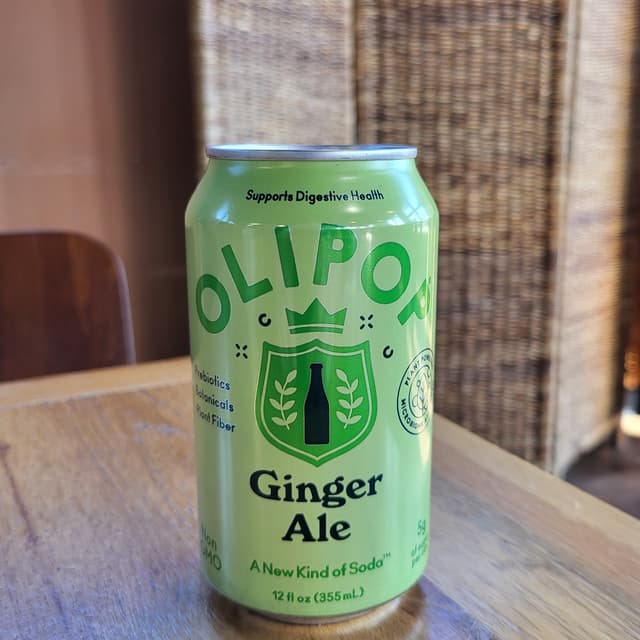 Supports Digestive Health
OLIPOP
Prebiotics
Botanicals
Plant Fiber
Ginger
Ale
Non
GMO
5g
A New Kind of Soda™
12 fl oz (355 mL)